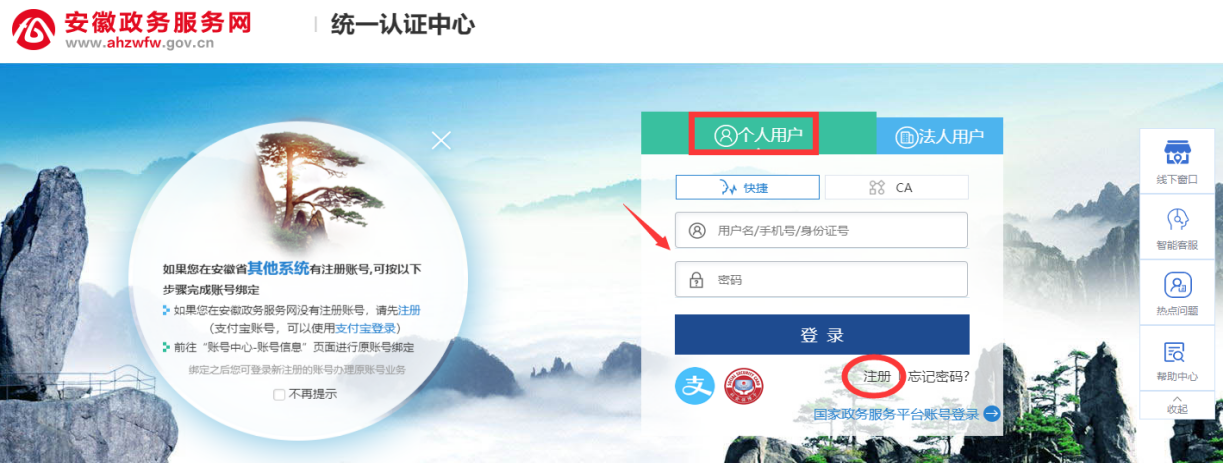 安徽政务服务网
www.ahzwfw.gov.cn
统一认证中心
如果您在安徽省其他系统有注册账号,可按以下
步骤完成账号绑定
如果您在安徽政务服务网没有注册账号，请先注册
（支付宝账号，可以使用支付宝登录）
前往“账号中心-账号信息”页面进行原账号绑定
绑定之后您可登录新注册的账号办理原账号业务
不再提示
个人用户
法人用户
快捷
CA
用户名/手机号/身份证号
密码
登录
支
注册
忘记密码?
国家政务服务平台账号登录
线下窗口
智能客服
热点问题
帮助中心
收起